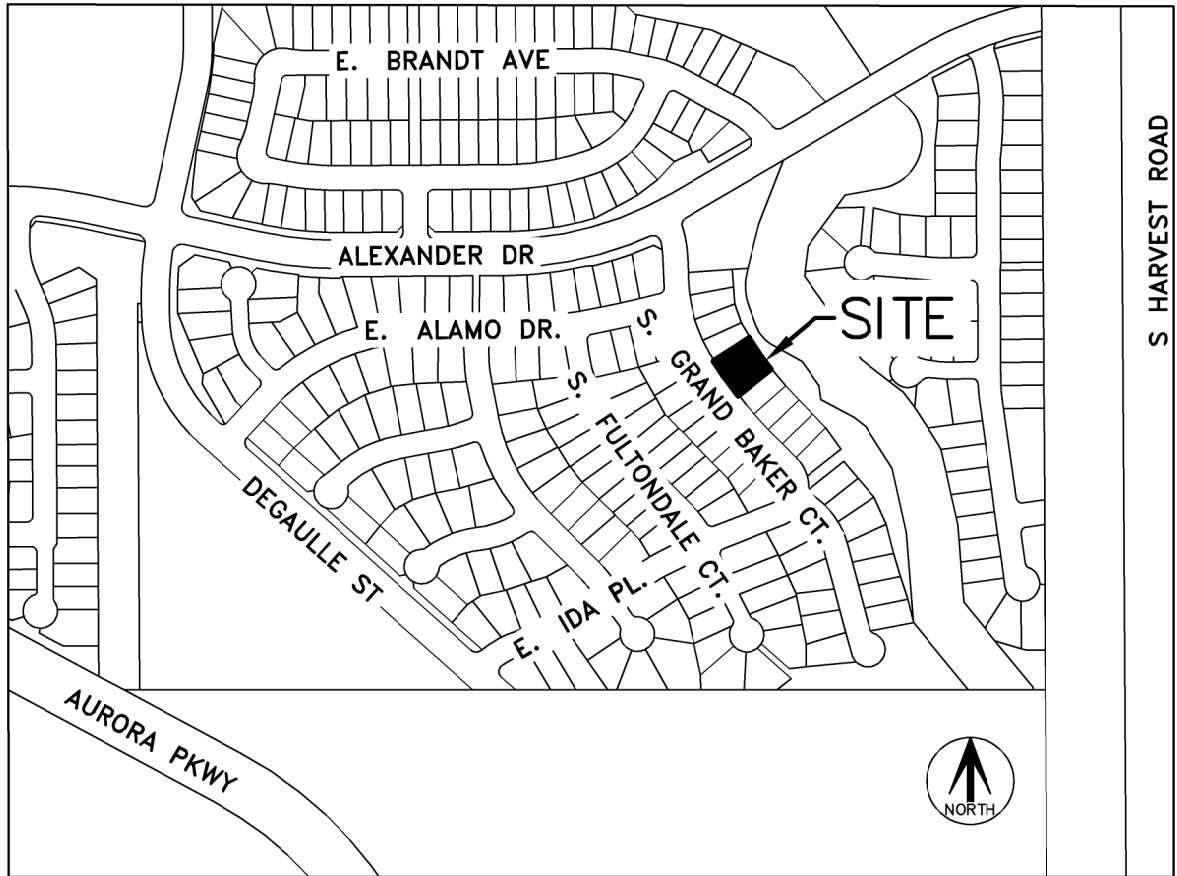 E. BRANDT AVE
S HARVEST ROAD
ALEXANDER DR
SITE
E. ALAMO DR.
S. GRAND BAKER CT.
S. FULTONDALE CT.
DEGAULLE ST
E. IDA PL.
AURORA PKWY
NORTH